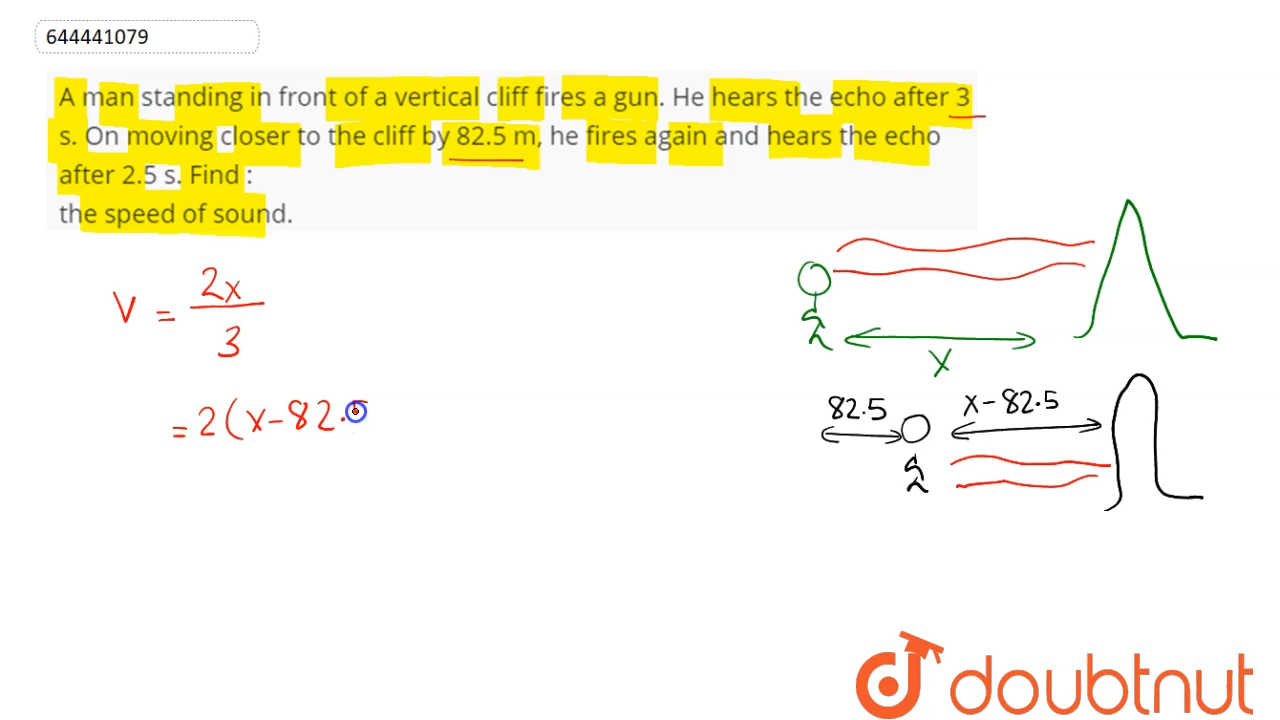 644441079
A man standing in front of a vertical cliff fires a gun. He hears the echo after 3
s. On moving closer to the cliff by 82.5 m, he fires again and hears the echo
after 2.5 s. Find :
the speed of sound.
V = 2x
3
= 2(x-82.5
X
82.5
x-82.5
doubtnut